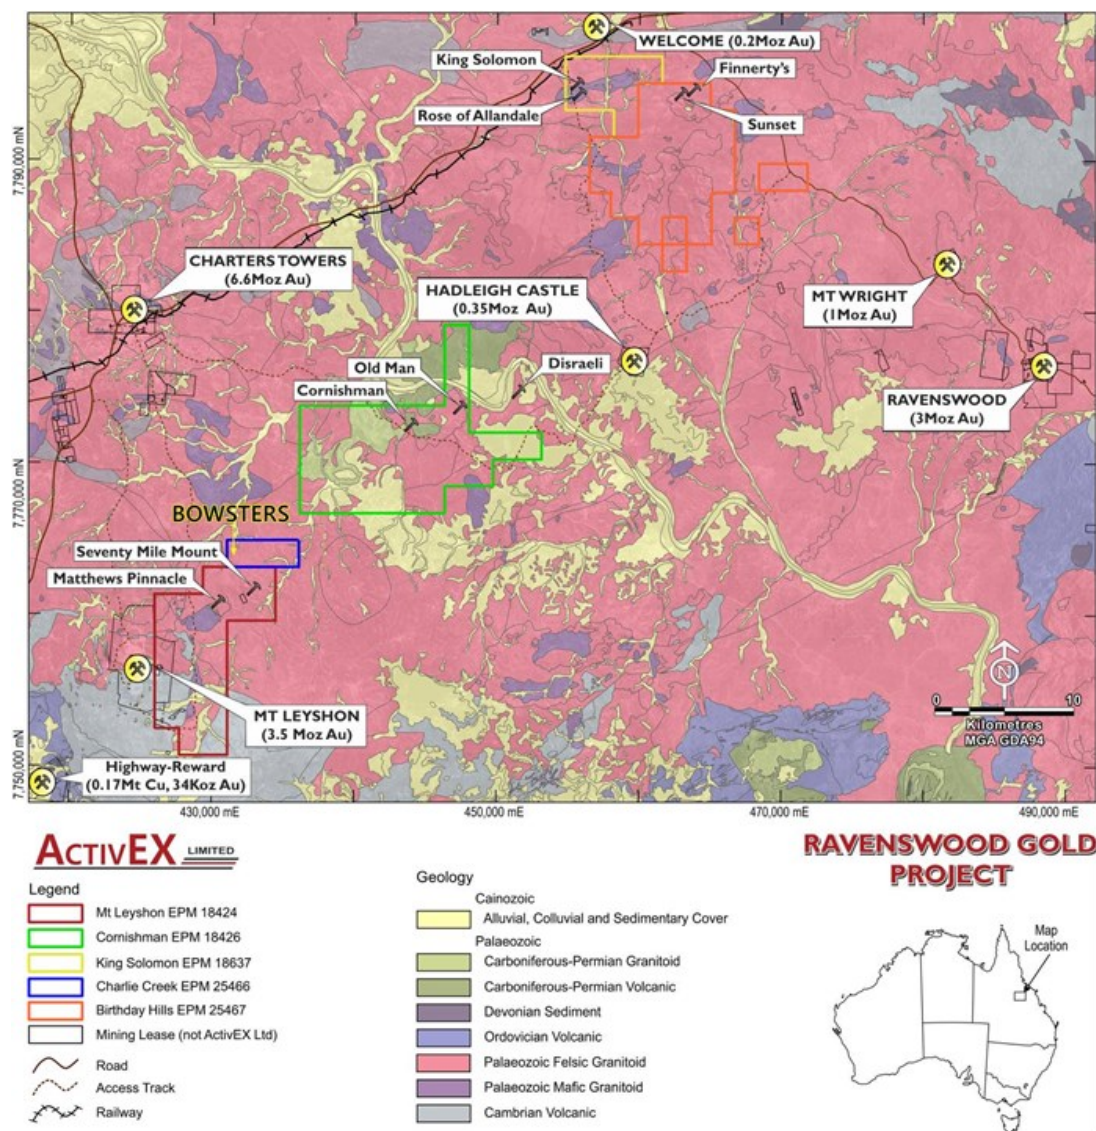 WELCOME (0.2Moz Au)
King Solomon
Finnerty's
Rose of Allandale
Sunset
7,790,000 mN
CHARTERS TOWERS
(6.6Moz Au)
HADLEIGH CASTLE
(0.35Moz Au)
MT WRIGHT
(1Moz Au)
Old Man
Disraeli
Cornishman
RAVENSWOOD
(3Moz Au)
7,770,000 mN
BOWSTERS
Seventy Mile Mount
Matthews Pinnacle
MT LEYSHON
(3.5 Moz Au)
N
0 10
Kilometres
MGA GDA94
Highway-Reward
(0.17Mt Cu, 34Koz Au)
7,750,000 mN
430,000 mE 450,000 mE 470,000 mE 490,000 mE
ACTIVEX LIMITED
RAVENSWOOD GOLD
PROJECT
Legend
Mt Leyshon EPM 18424
Cornishman EPM 18426
King Solomon EPM 18637
Charlie Creek EPM 25466
Birthday Hills EPM 25467
Mining Lease (not ActivEX Ltd)
Road
Access Track
Railway
Geology
Cainozoic
Alluvial, Colluvial and Sedimentary Cover
Palaeozoic
Carboniferous-Permian Granitoid
Carboniferous-Permian Volcanic
Devonian Sediment
Ordovician Volcanic
Palaeozoic Felsic Granitoid
Palaeozoic Mafic Granitoid
Cambrian Volcanic
Map
Location